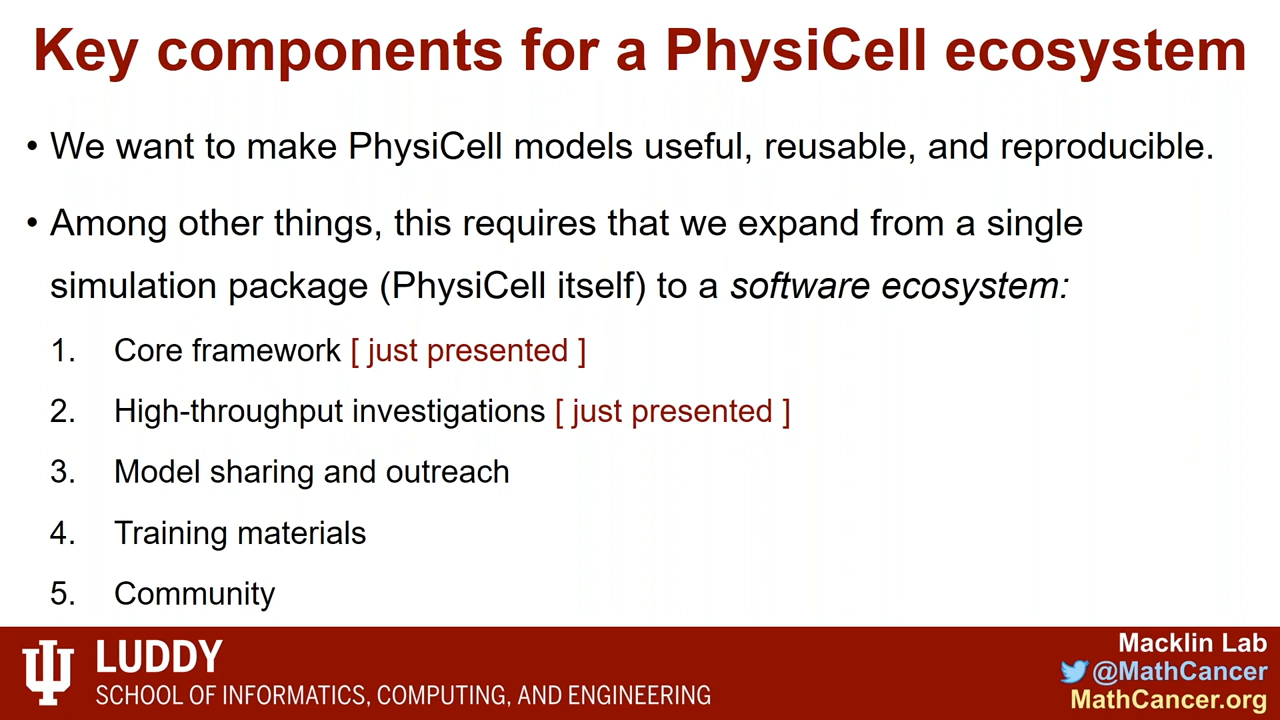 Key components for a PhysiCell ecosystem
• We want to make PhysiCell models useful, reusable, and reproducible.
• Among other things, this requires that we expand from a single
simulation package (PhysiCell itself) to a software ecosystem:
1. Core framework [ just presented ]
2. High-throughput investigations [ just presented ]
3. Model sharing and outreach
4. Training materials
5. Community
LUDDY
SCHOOL OF INFORMATICS, COMPUTING, AND ENGINEERING
Macklin Lab
@MathCancer
MathCancer.org